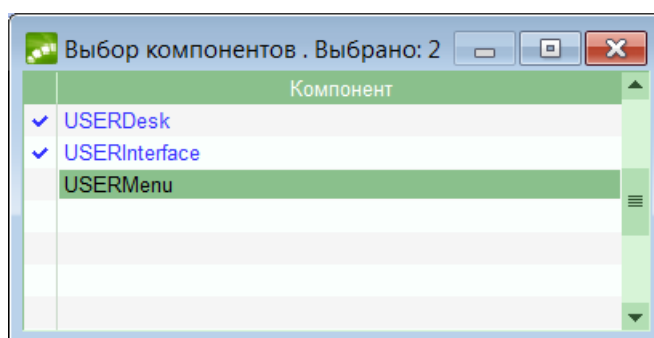 Выбор компонентов . Выбрано: 2
Компонент
USERDesk
USERInterface
USERMenu